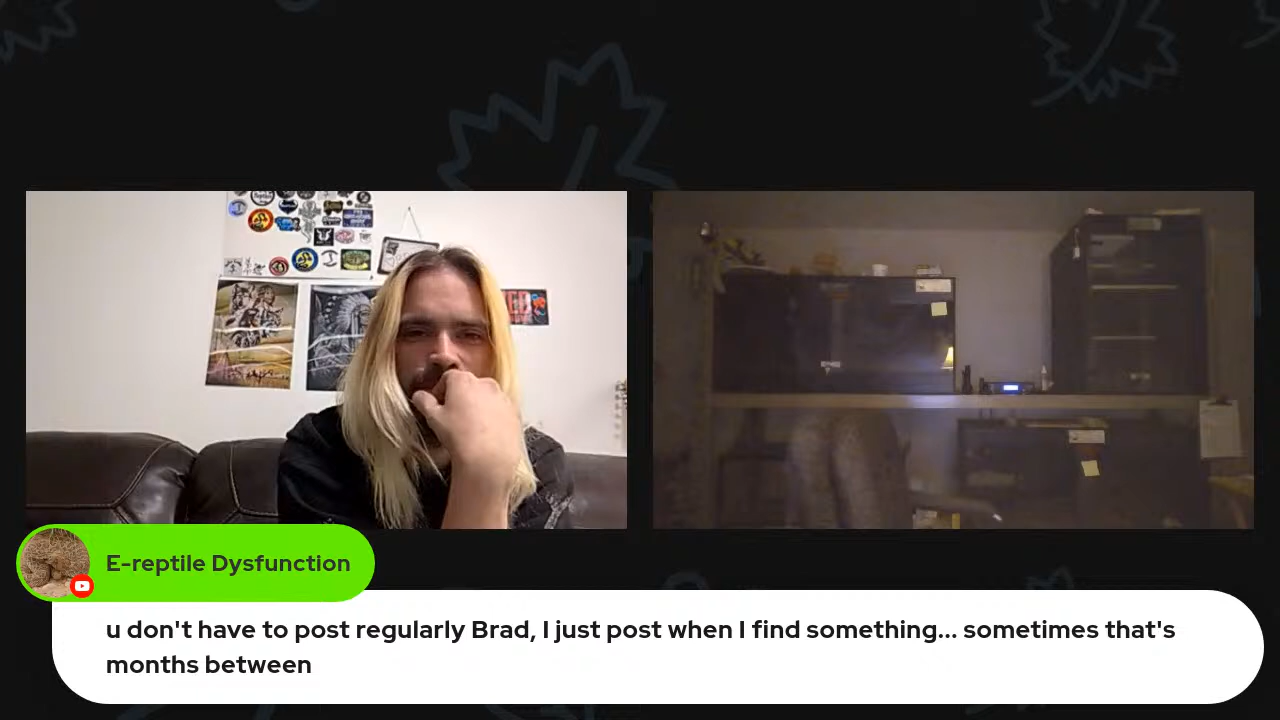 E-reptile Dysfunction
u don't have to post regularly Brad, I just post when I find something... sometimes that's
months between